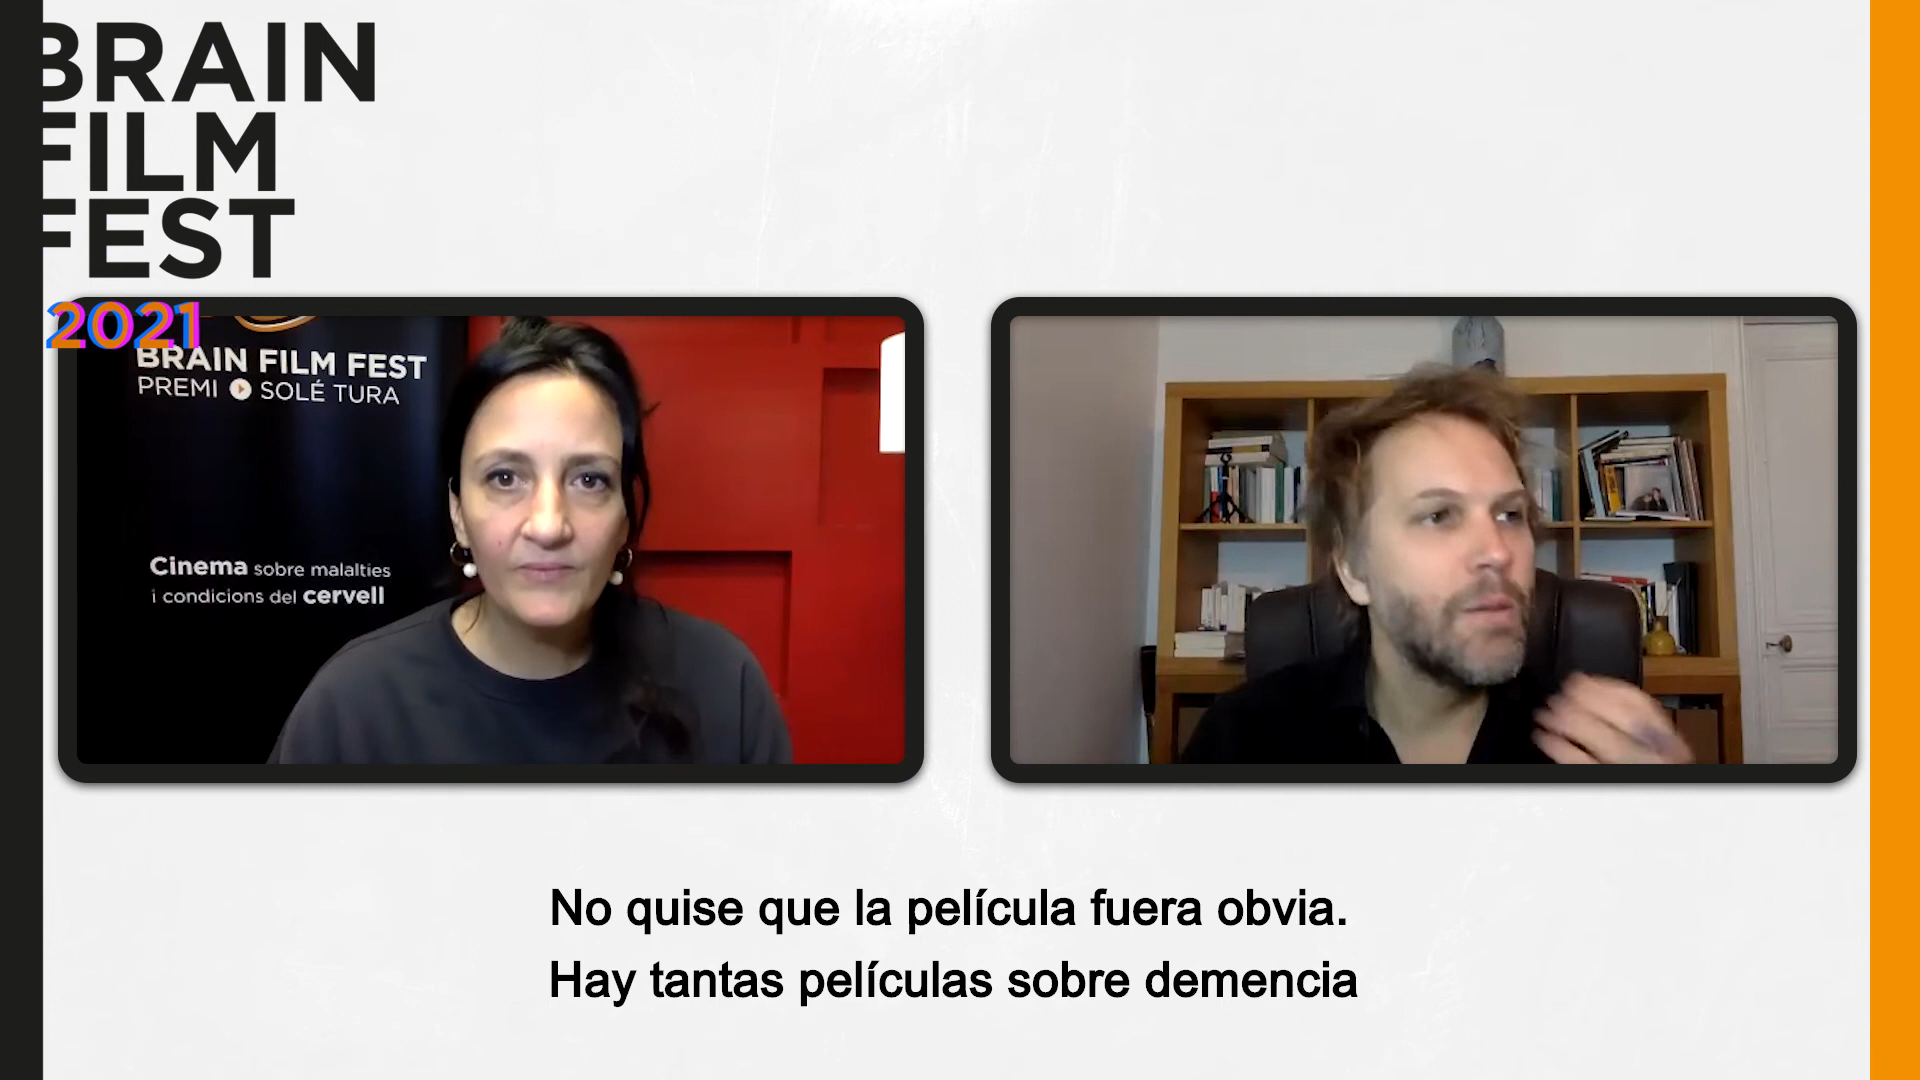 BRAIN
FILM
FEST
2021
BRAIN FILM FEST
PREMI SOLÉ TURA
Cinema sobre malalties
i condicions del cervell
No quise que la película fuera obvia.
Hay tantas películas sobre demencia